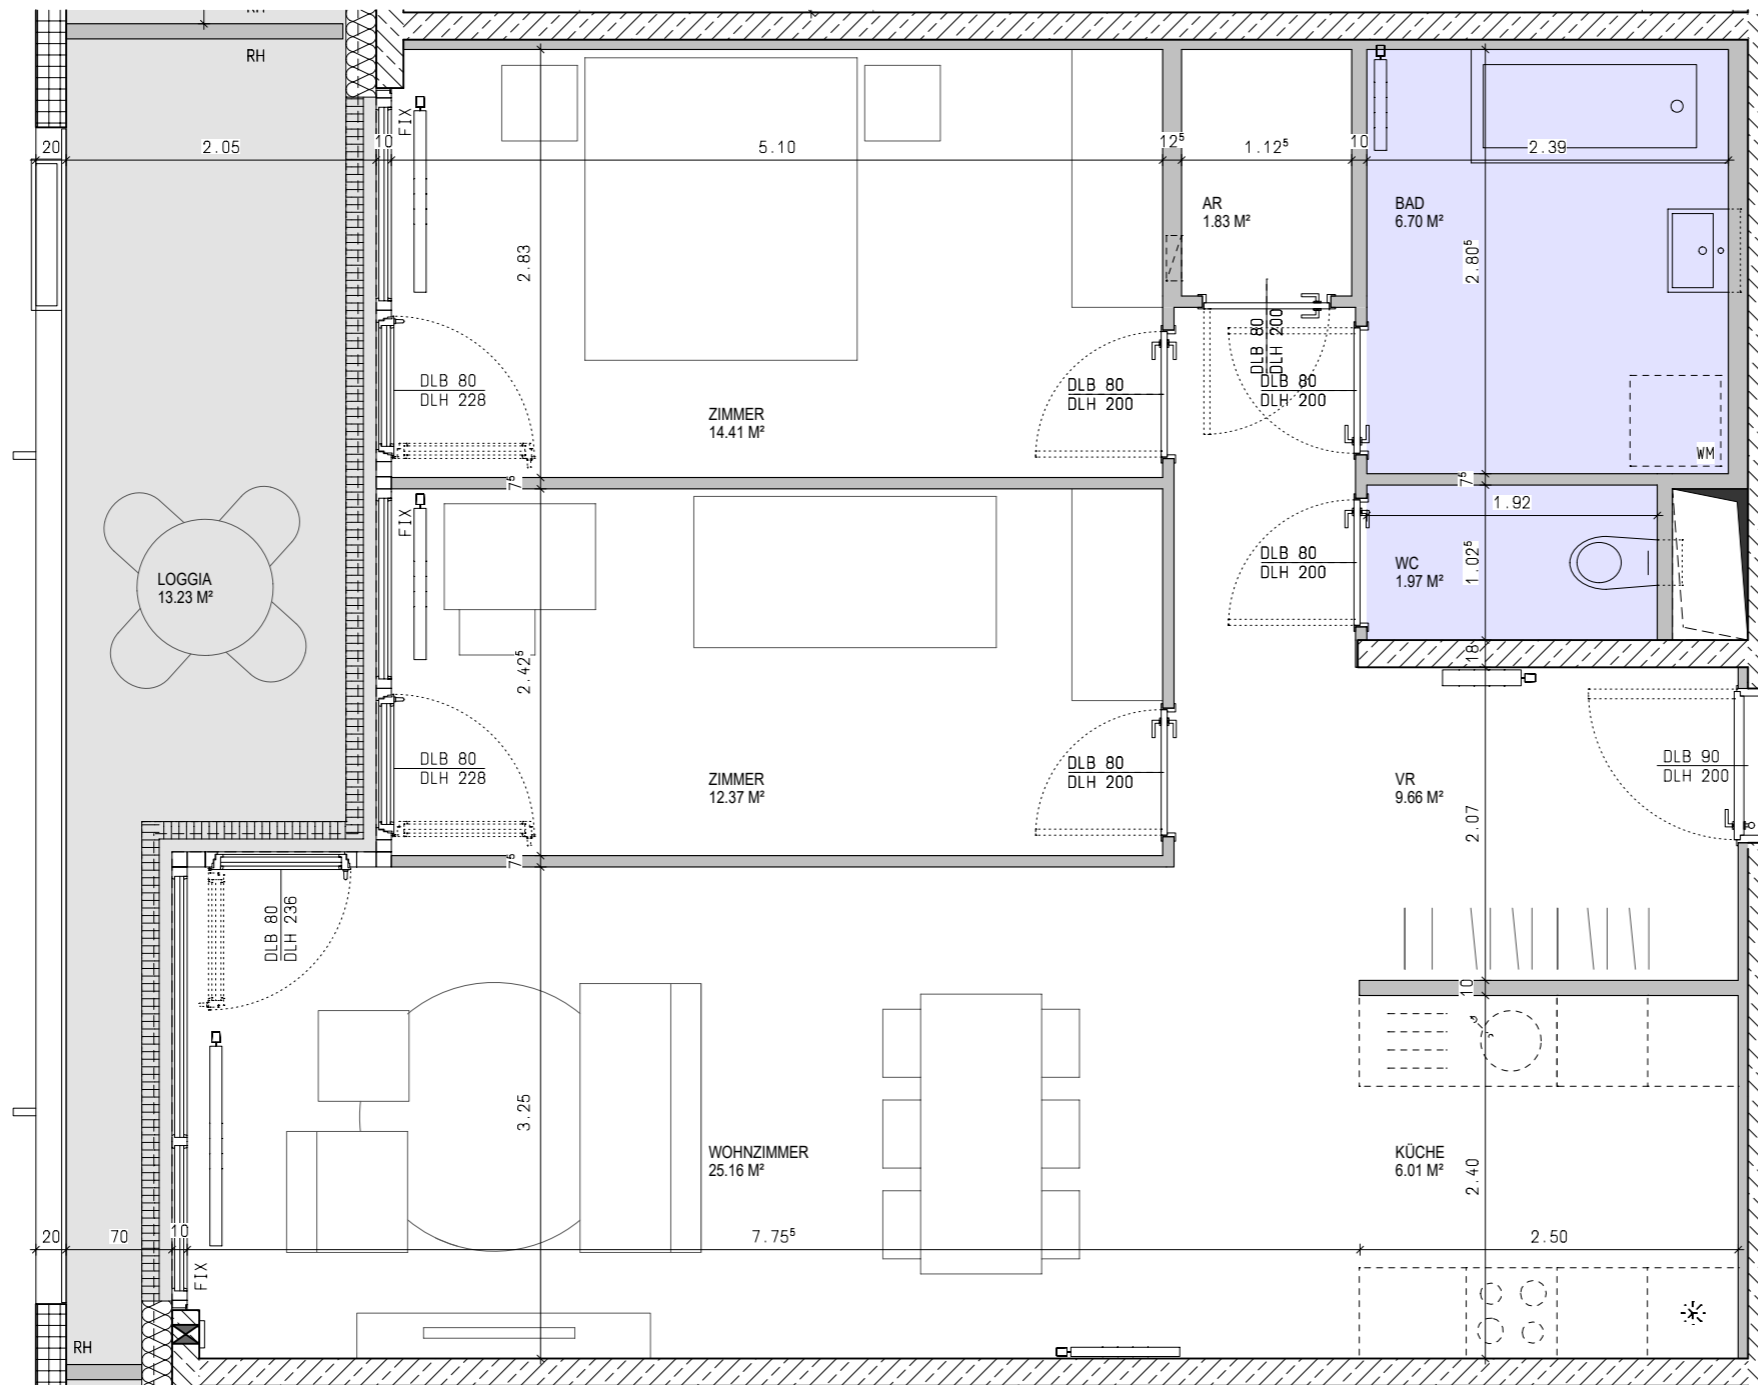 RH
20
2.05
10
FIX
5.10
12⁵
1.12⁵
10
2.39
AR
1.83 M²
BAD
6.70 M²
2.83
2.80⁵
DLB 80
DLH 200
DLB 80
DLH 228
DLB 80
DLH 200
DLB 80
DLH 200
ZIMMER
14.41 M²
WM
7⁵
7⁵
FIX
1.92
DLB 80
DLH 200
WC
1.97 M²
1.02⁵
LOGGIA
13.23 M²
2.42⁵
18
DLB 80
DLH 228
ZIMMER
12.37 M²
DLB 80
DLH 200
VR
9.66 M²
DLB 90
DLH 200
2.07
7⁵
DLB 80
DLH 236
10
3.25
WOHNZIMMER
25.16 M²
KÜCHE
6.01 M²
2.40
20
70
10
7.75⁵
2.50
FIX
RH